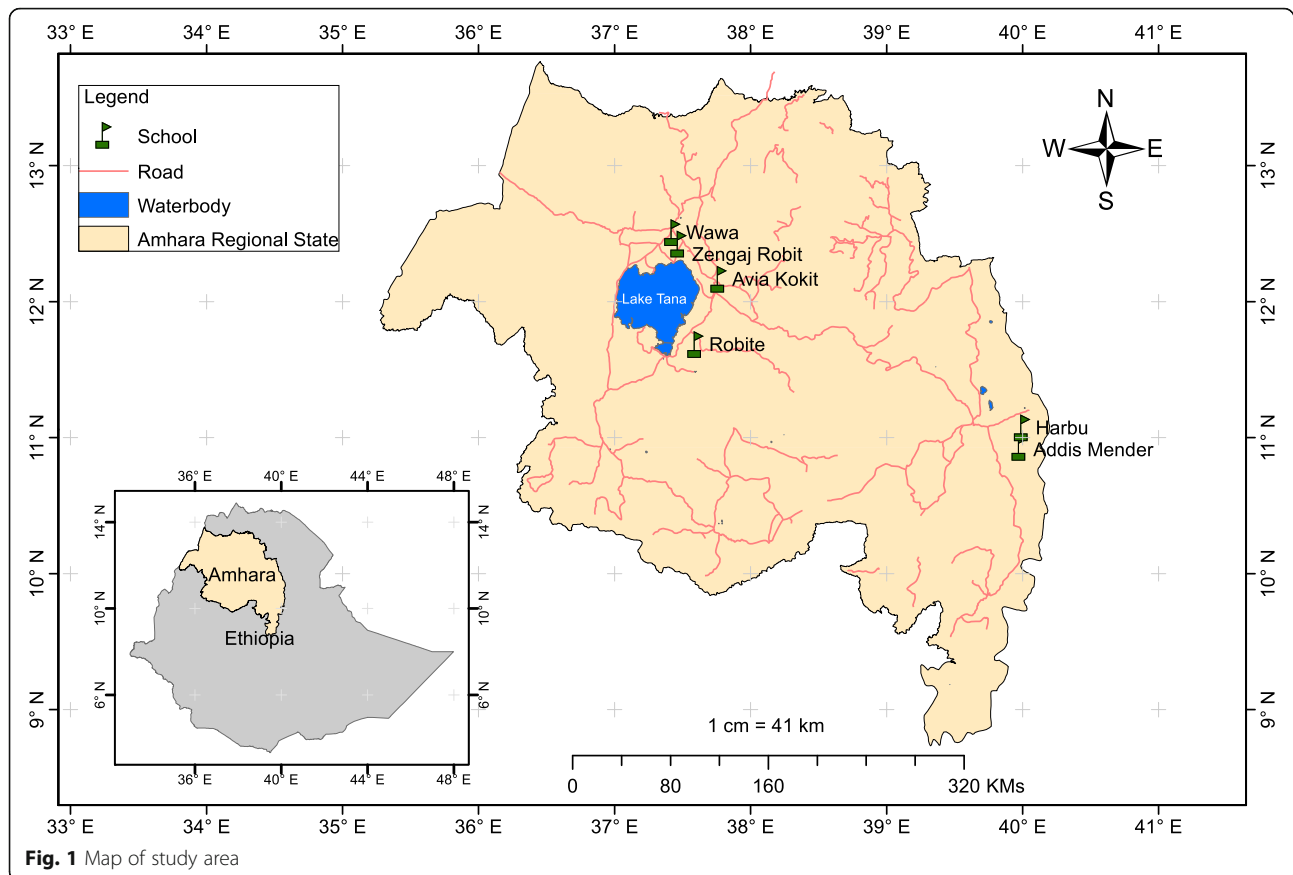 33° E 34° E 35° E 36° E 37° E 38° E 39° E 40° E 41° E
Legend
School
Road
Waterbody
Amhara Regional State
N
W E
S
13° N 13° N
Wawa
Zengaj Robit
Avia Kokit
12° N Lake Tana 12° N
Robite
11° N Harbu 11° N
Addis Mender
36° E 40° E 44° E 48° E
14° N 14° N
Amhara
10° N 10° N
Ethiopia
6° N 6° N
36° E 40° E 44° E 48° E
10° N 10° N
9° N 9° N
1 cm = 41 km
0 80 160 320 KMs
33° E 34° E 35° E 36° E 37° E 38° E 39° E 40° E 41° E
Fig. 1 Map of study area